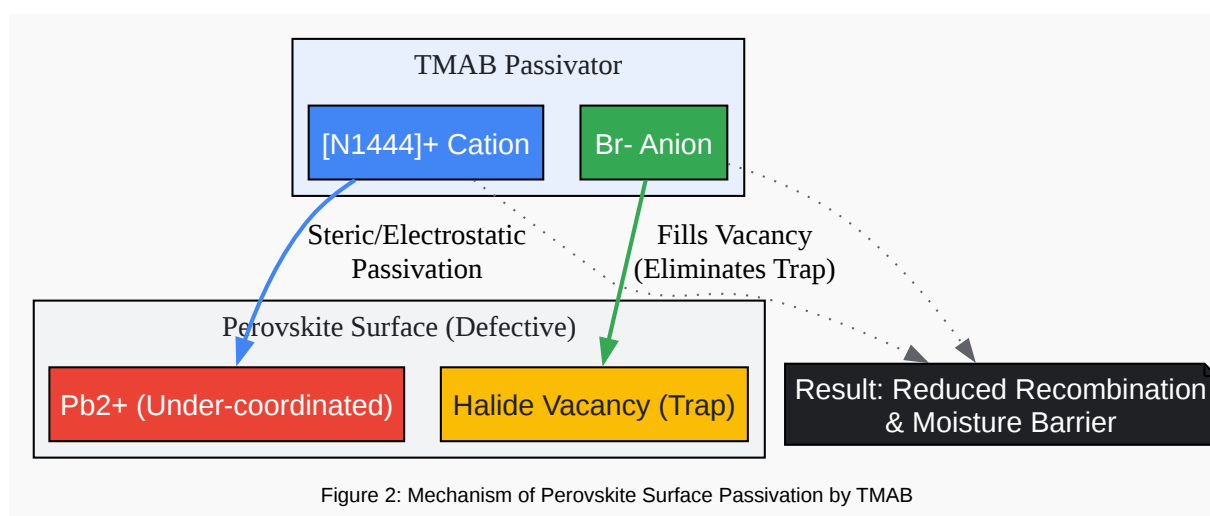 TMAB Passivator
[N1444]+ Cation
Br- Anion
Steric/Electrostatic
Passivation
Fills Vacancy
(Eliminates Trap)
Perovskite Surface (Defective)
Pb2+ (Under-coordinated)
Halide Vacancy (Trap)
Result: Reduced Recombination
& Moisture Barrier
Figure 2: Mechanism of Perovskite Surface Passivation by TMAB